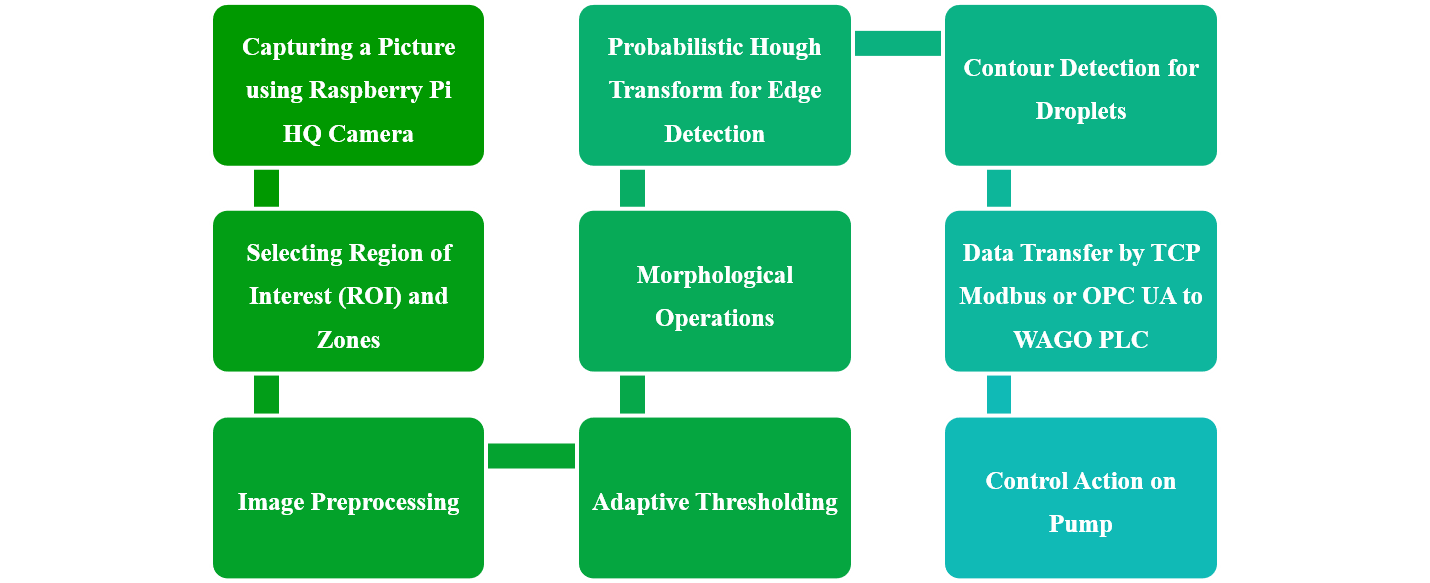 Capturing a Picture
using Raspberry Pi
HQ Camera
Selecting Region of
Interest (ROI) and
Zones
Image Preprocessing
Adaptive Thresholding
Morphological
Operations
Probabilistic Hough
Transform for Edge
Detection
Contour Detection for
Droplets
Data Transfer by TCP
Modbus or OPC UA to
WAGO PLC
Control Action on
Pump